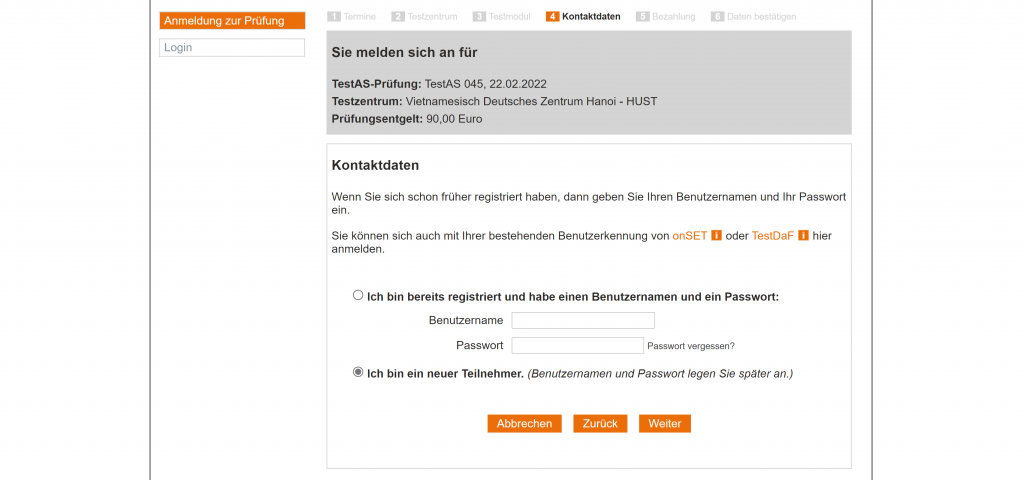 Anmeldung zur Prüfung
Login
1 Termine 2 Testzentrum 3 Testmodul 4 Kontaktdaten 5 Bezahlung 6 Daten bestätigen
Sie melden sich an für
TestAS-Prüfung: TestAS 045, 22.02.2022
Testzentrum: Vietnamesisch Deutsches Zentrum Hanoi - HUST
Prüfungsentgelt: 90,00 Euro
Kontaktdaten
Wenn Sie sich schon früher registriert haben, dann geben Sie Ihren Benutzernamen und Ihr Passwort
ein.
Sie können sich auch mit Ihrer bestehenden Benutzerkennung von onSET i oder TestDaF i hier
anmelden.
Ich bin bereits registriert und habe einen Benutzernamen und ein Passwort:
Benutzername
Passwort Passwort vergessen?
Ich bin ein neuer Teilnehmer. (Benutzernamen und Passwort legen Sie später an.)
Abbrechen Zurück Weiter